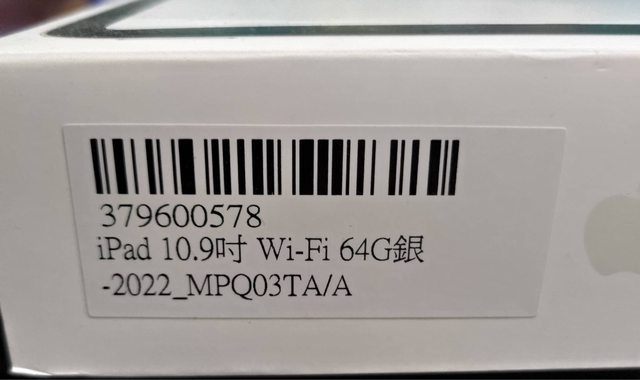 379600578
iPad 10.9吋 Wi-Fi 64G銀
-2022_MPQ03TA/A